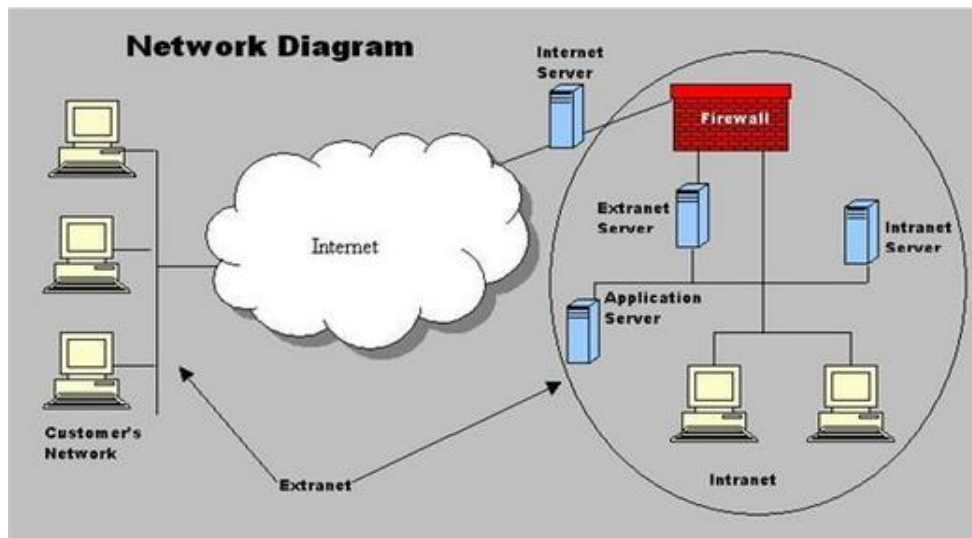 Network Diagram
Internet
Server
Firewall
Extranet
Server
Intranet
Server
Internet
Application
Server
Customer's
Network
Extranet
Intranet